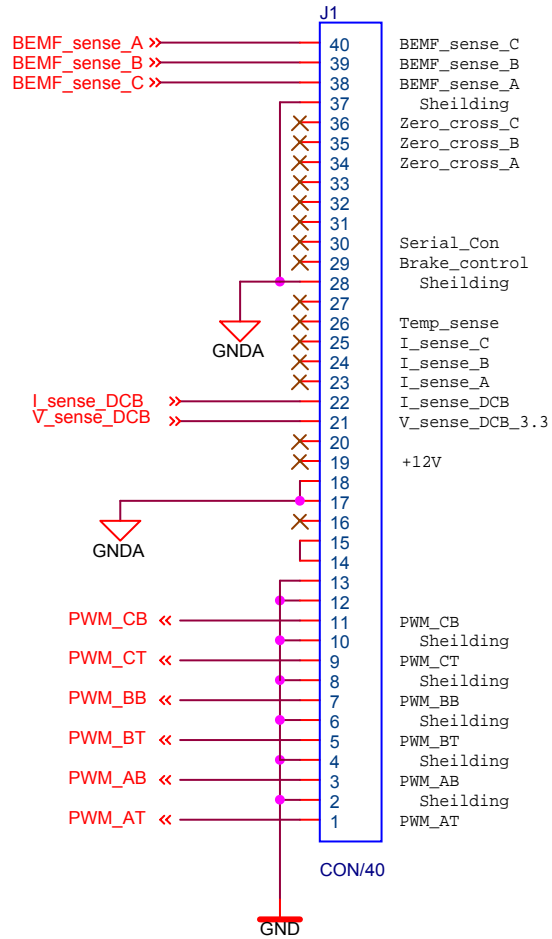 J1
BEMF_sense_A 40 BEMF_sense_C
BEMF_sense_B 39 BEMF_sense_B
BEMF_sense_C 38 BEMF_sense_A
37 Sheilding
36 Zero_cross_C
35 Zero_cross_B
34 Zero_cross_A
33
32
31
30 Serial_Con
29 Brake_control
28 Sheilding
27
26 Temp_sense
GNDA
25 I_sense_C
24 I_sense_B
23 I_sense_A
I_sense_DCB 22 I_sense_DCB
V_sense_DCB 21 V_sense_DCB_3.3
20
19 +12V
18
17
16
GNDA
15
14
13
12
PWM_CB 11 PWM_CB
10 Sheilding
PWM_CT 9 PWM_CT
8 Sheilding
PWM_BB 7 PWM_BB
6 Sheilding
PWM_BT 5 PWM_BT
4 Sheilding
PWM_AB 3 PWM_AB
2 Sheilding
PWM_AT 1 PWM_AT
CON/40
GND